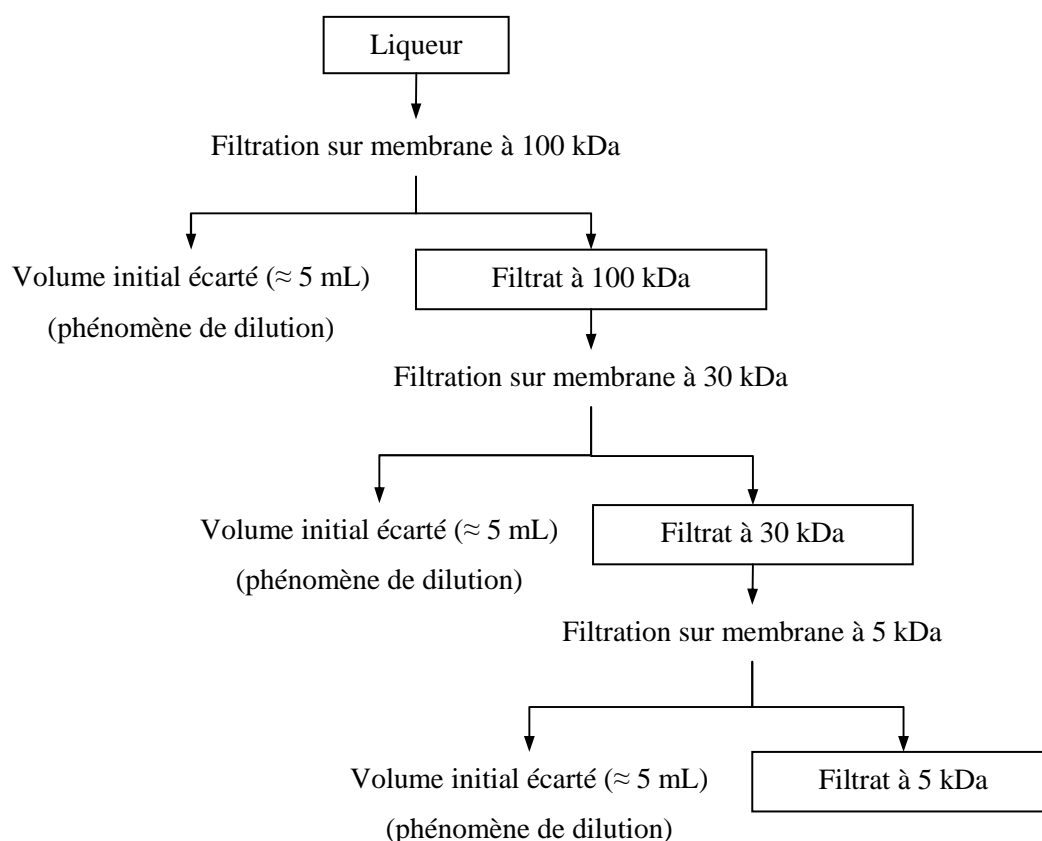 Liqueur
Filtration sur membrane à 100 kDa
Volume initial écarté (≈ 5 mL)
(phénomène de dilution)
Filtrat à 100 kDa
Filtration sur membrane à 30 kDa
Volume initial écarté (≈ 5 mL)
(phénomène de dilution)
Filtrat à 30 kDa
Filtration sur membrane à 5 kDa
Volume initial écarté (≈ 5 mL)
(phénomène de dilution)
Filtrat à 5 kDa